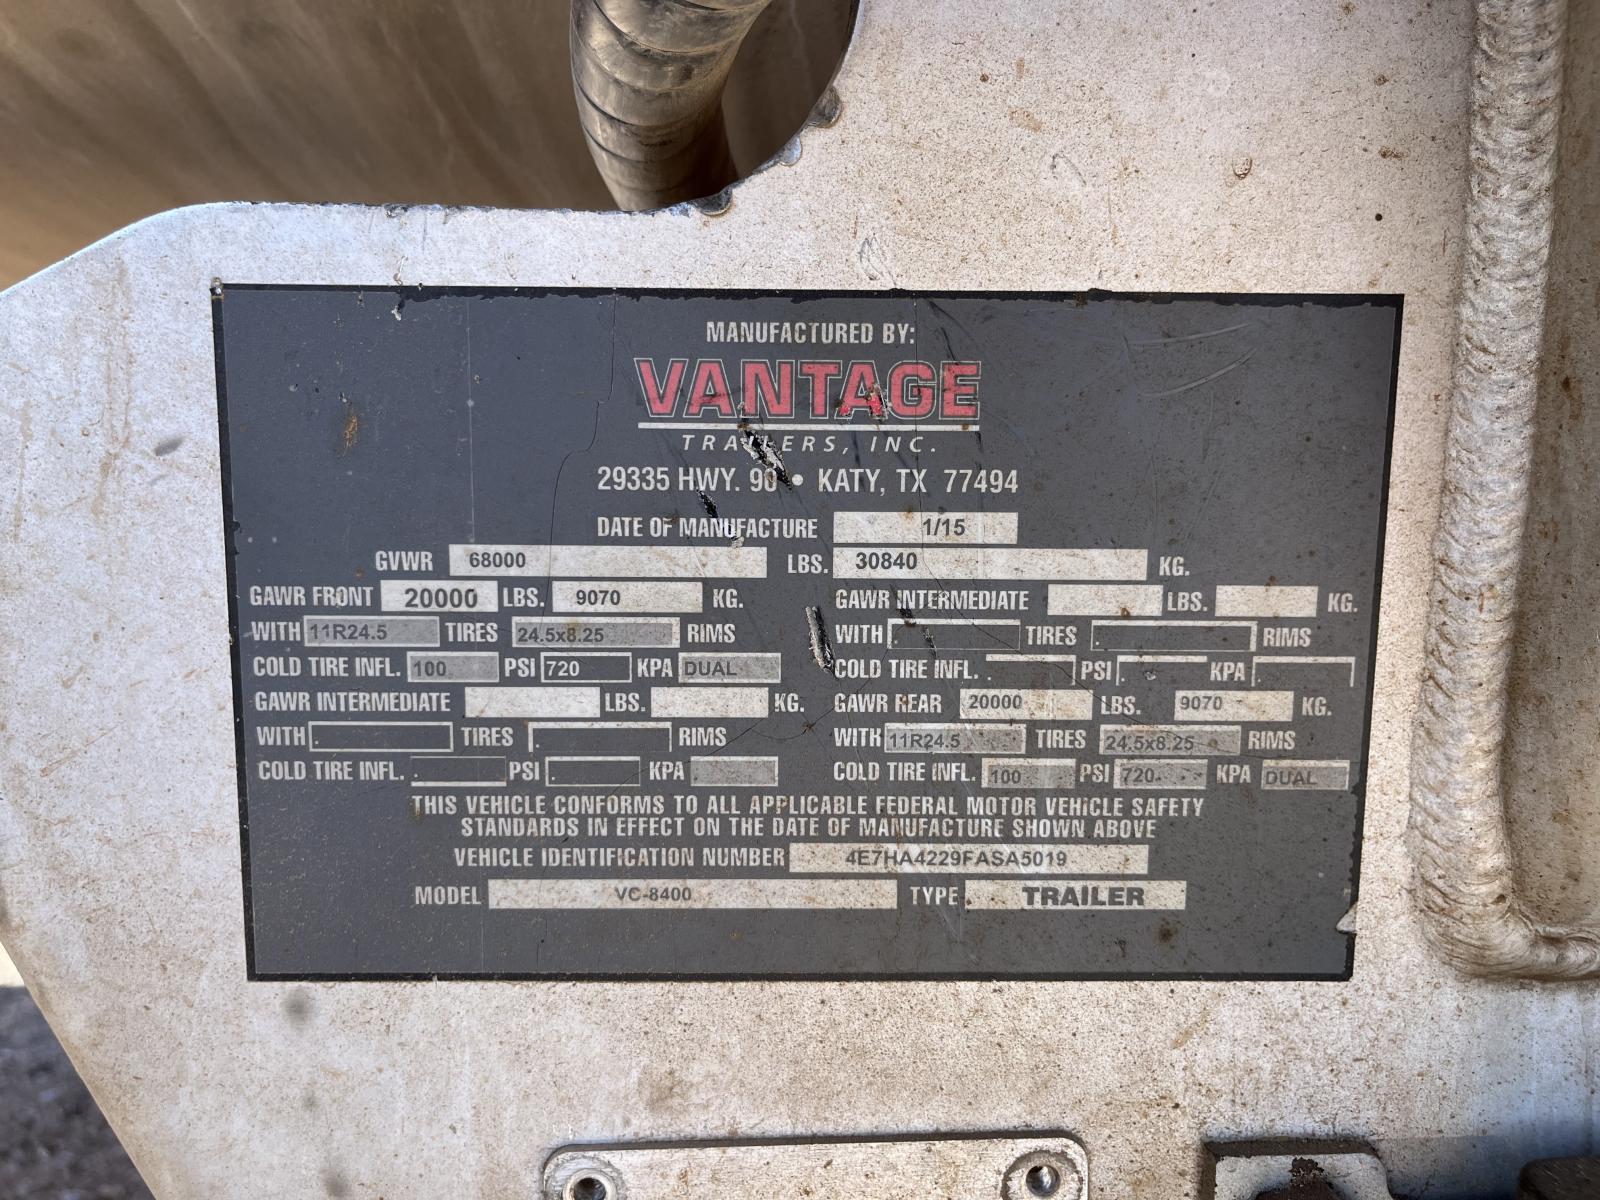 MANUFACTURED BY:
VANTAGE
TRAILERS, INC.
29335 HWY. 90 • KATY, TX 77494
DATE OF MANUFACTURE 1/15
GVWR 68000 LBS. 30840 KG.
GAWR FRONT 20000 LBS. 9070 KG. GAWR INTERMEDIATE LBS. KG.
WITH 11R24.5 TIRES 24.5x8.25 RIMS WITH . TIRES . RIMS
COLD TIRE INFL. 100 PSI 720 KPA DUAL COLD TIRE INFL. . PSI . KPA .
GAWR INTERMEDIATE LBS. KG. GAWR REAR 20000 LBS. 9070 KG.
WITH . TIRES . RIMS WITH 11R24.5 TIRES 24.5x8.25 RIMS
COLD TIRE INFL. . PSI . KPA . COLD TIRE INFL. 100 PSI 720 KPA DUAL
THIS VEHICLE CONFORMS TO ALL APPLICABLE FEDERAL MOTOR VEHICLE SAFETY
STANDARDS IN EFFECT ON THE DATE OF MANUFACTURE SHOWN ABOVE
VEHICLE IDENTIFICATION NUMBER 4E7HA4229FASA5019
MODEL VC-8400 TYPE TRAILER